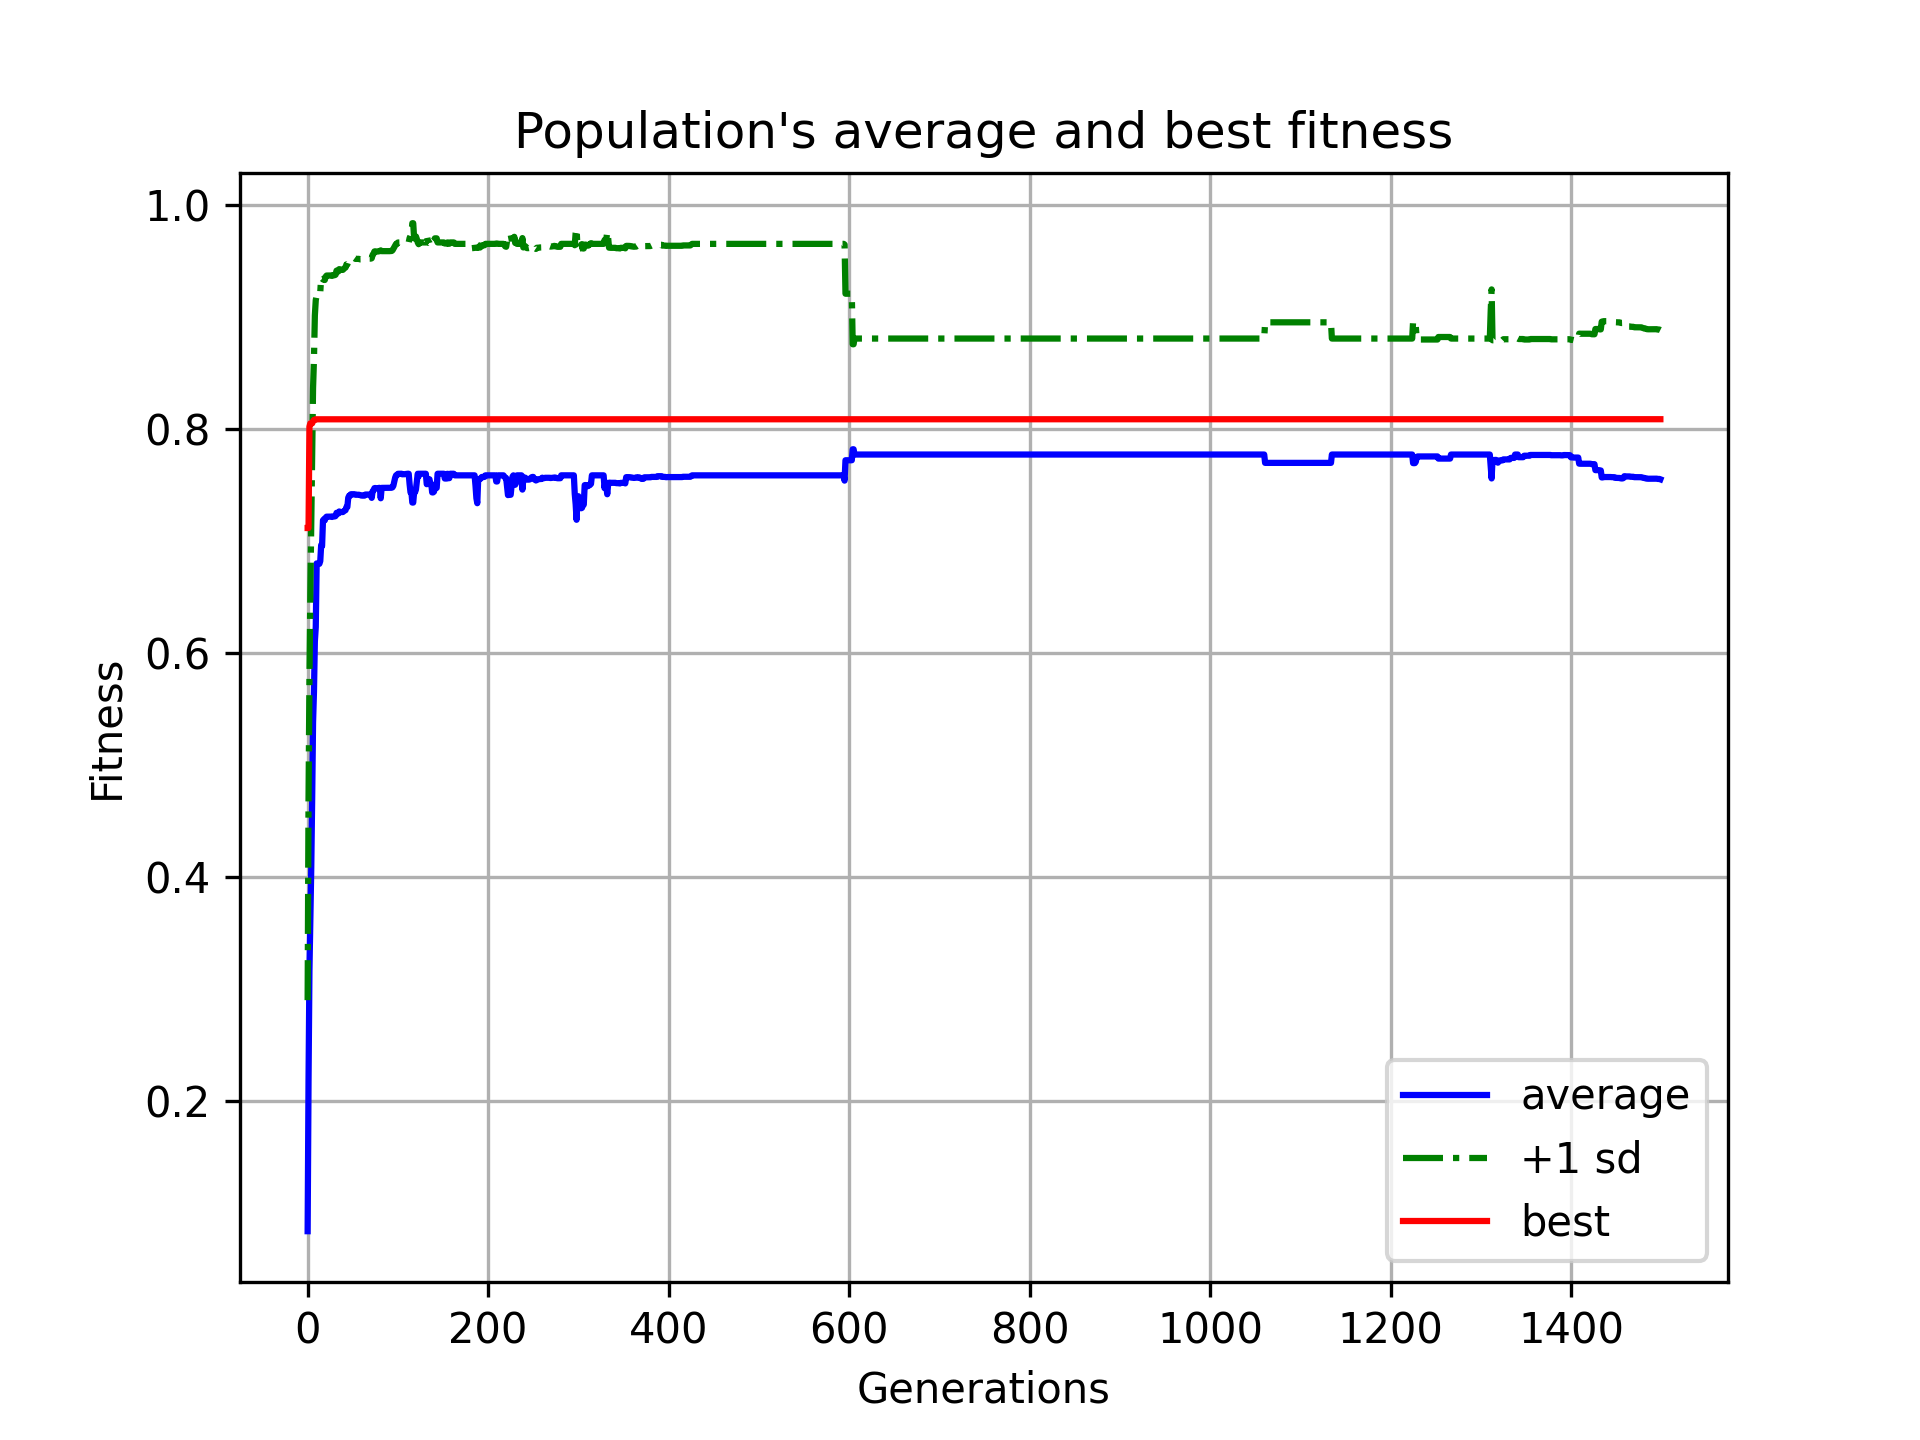 Population's average and best fitness
1.0
0.8
0.6
0.4
0.2
Fitness
0 200 400 600 800 1000 1200 1400
Generations
average
+1 sd
best